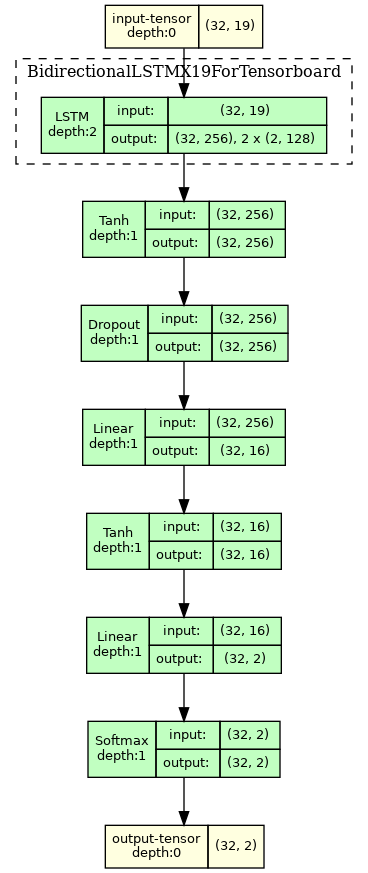 input-tensor
depth:0
(32, 19)
BidirectionalLSTMX19ForTensorboard
LSTM
depth:2
input:
(32, 19)
output:
(32, 256), 2 x (2, 128)
Tanh
depth:1
input:
(32, 256)
output:
(32, 256)
Dropout
depth:1
input:
(32, 256)
output:
(32, 256)
Linear
depth:1
input:
(32, 256)
output:
(32, 16)
Tanh
depth:1
input:
(32, 16)
output:
(32, 16)
Linear
depth:1
input:
(32, 16)
output:
(32, 2)
Softmax
depth:1
input:
(32, 2)
output:
(32, 2)
output-tensor
depth:0
(32, 2)